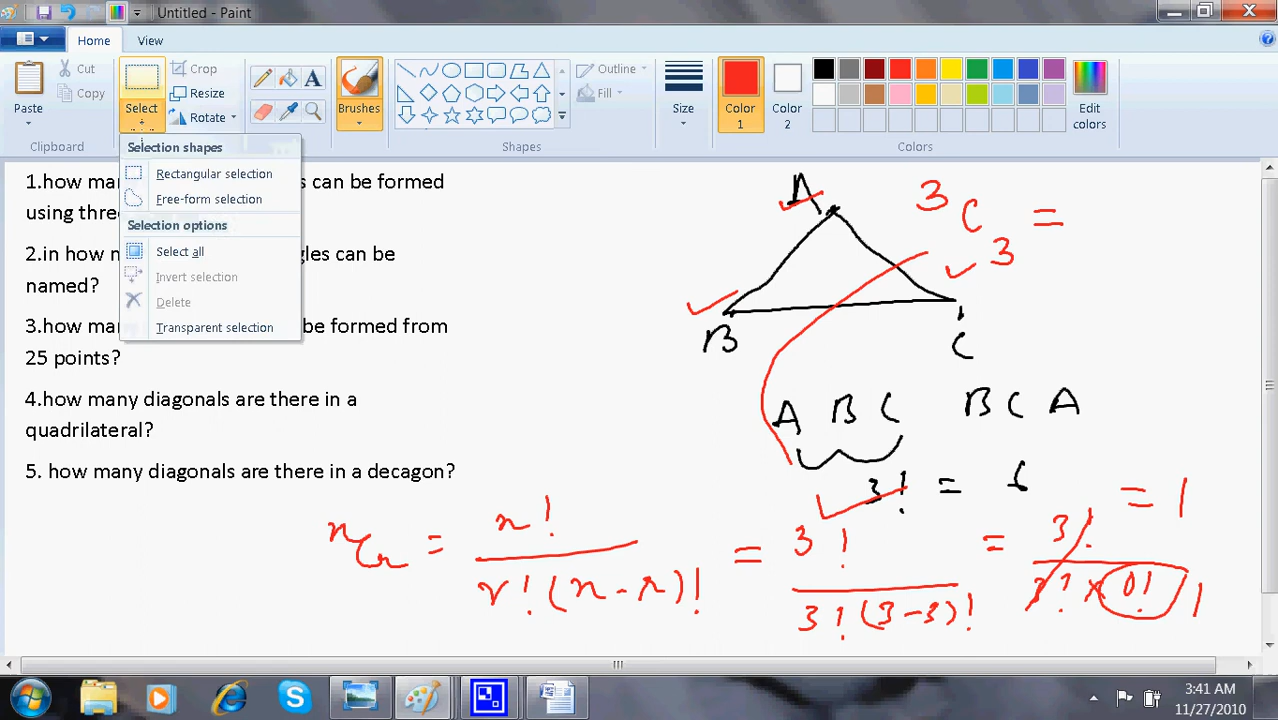 Untitled - Paint
Home View
Paste
Cut
Copy
Clipboard
Select
Crop
Resize
Rotate
Brushes
Outline
Fill
Shapes
Size
Color 1
Color 2
Edit colors
Colors
Selection shapes
Rectangular selection
Free-form selection
Selection options
Select all
Invert selection
Delete
Transparent selection
1.how can be formed
using
2.in how can be
named?
3.how be formed from
25 points?
4.how many diagonals are there in a
quadrilateral?
5. how many diagonals are there in a decagon?
A
B
C
3C3 =
A B C B C A
3! = 6
nCr = n! / r!(n-r)! = 3! / 3!(3-3)! = 3! / 3! x 0! = 1
1
3:41 AM
11/27/2010